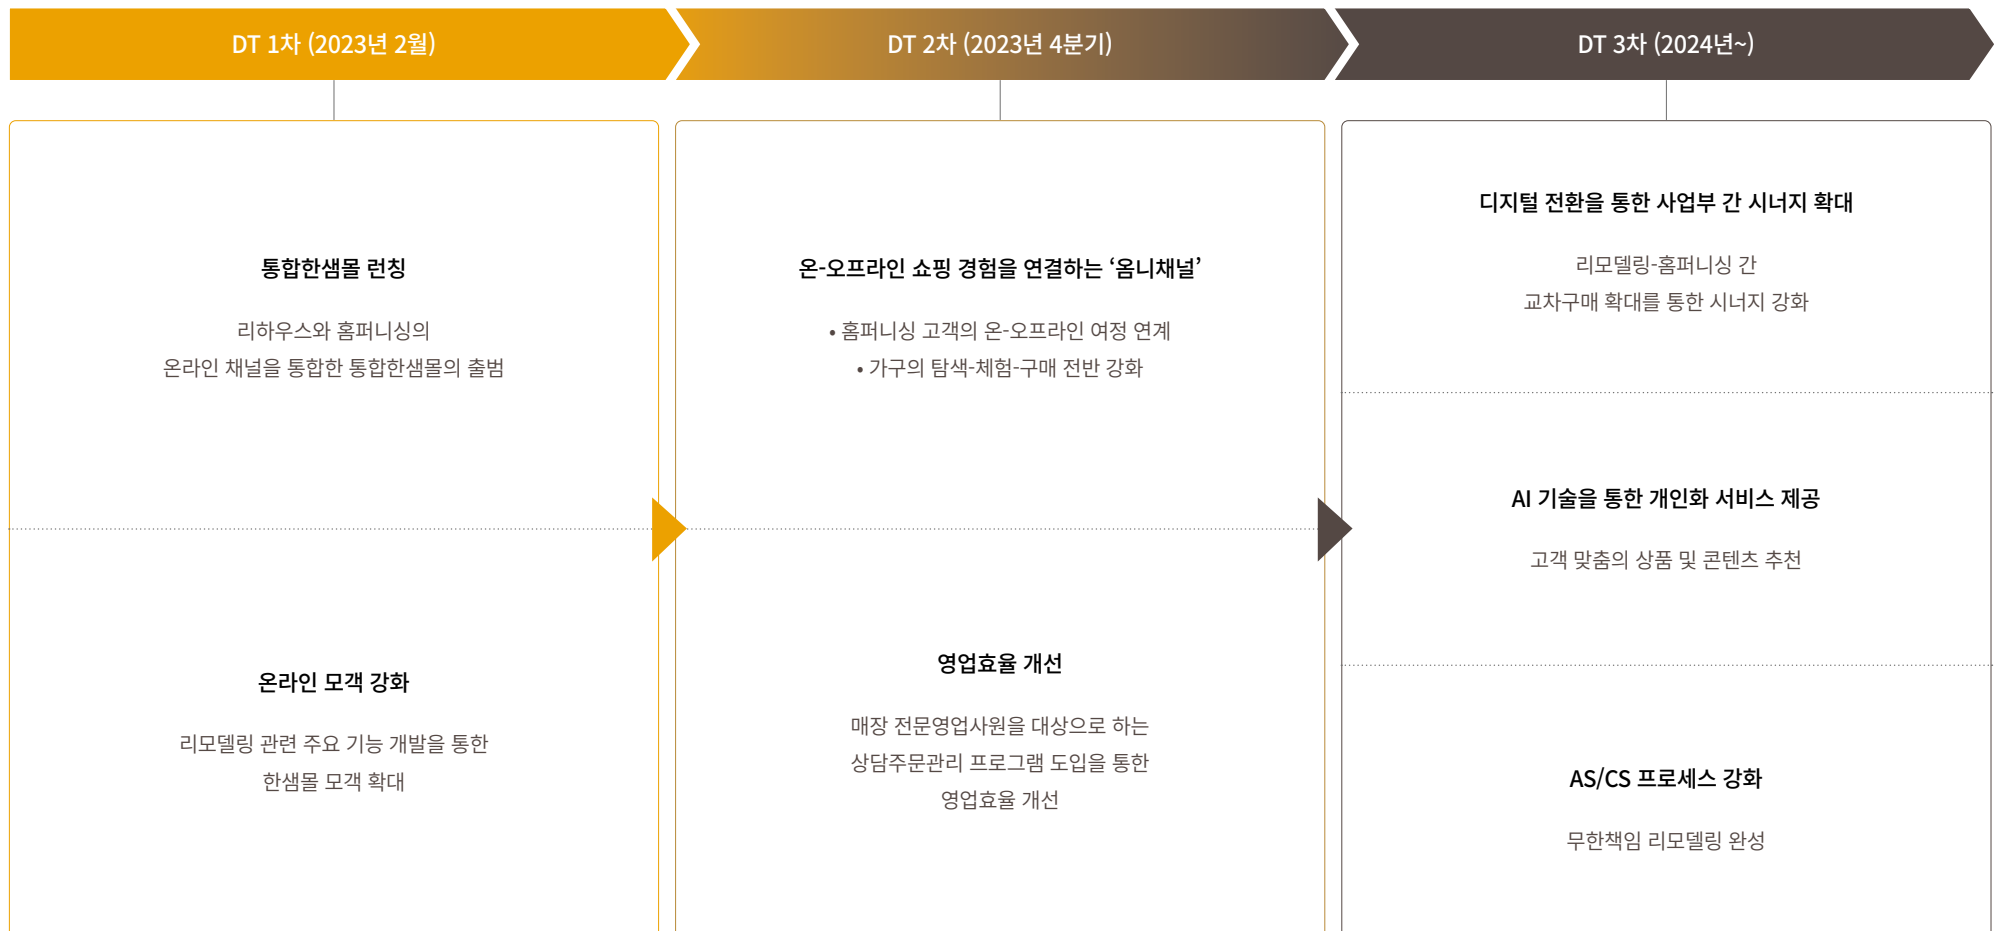 DT 1차 (2023년 2월)
DT 2차 (2023년 4분기)
DT 3차 (2024년~)
통합한샘몰 런칭
리하우스와 홈퍼니싱의
온라인 채널을 통합한 통합한샘몰의 출범
온라인 모객 강화
리모델링 관련 주요 기능 개발을 통한
한샘몰 모객 확대
온-오프라인 쇼핑 경험을 연결하는 ‘옴니채널’
• 홈퍼니싱 고객의 온-오프라인 여정 연계
• 가구의 탐색-체험-구매 전반 강화
영업효율 개선
매장 전문영업사원을 대상으로 하는
상담주문관리 프로그램 도입을 통한
영업효율 개선
디지털 전환을 통한 사업부 간 시너지 확대
리모델링-홈퍼니싱 간
교차구매 확대를 통한 시너지 강화
AI 기술을 통한 개인화 서비스 제공
고객 맞춤의 상품 및 콘텐츠 추천
AS/CS 프로세스 강화
무한책임 리모델링 완성